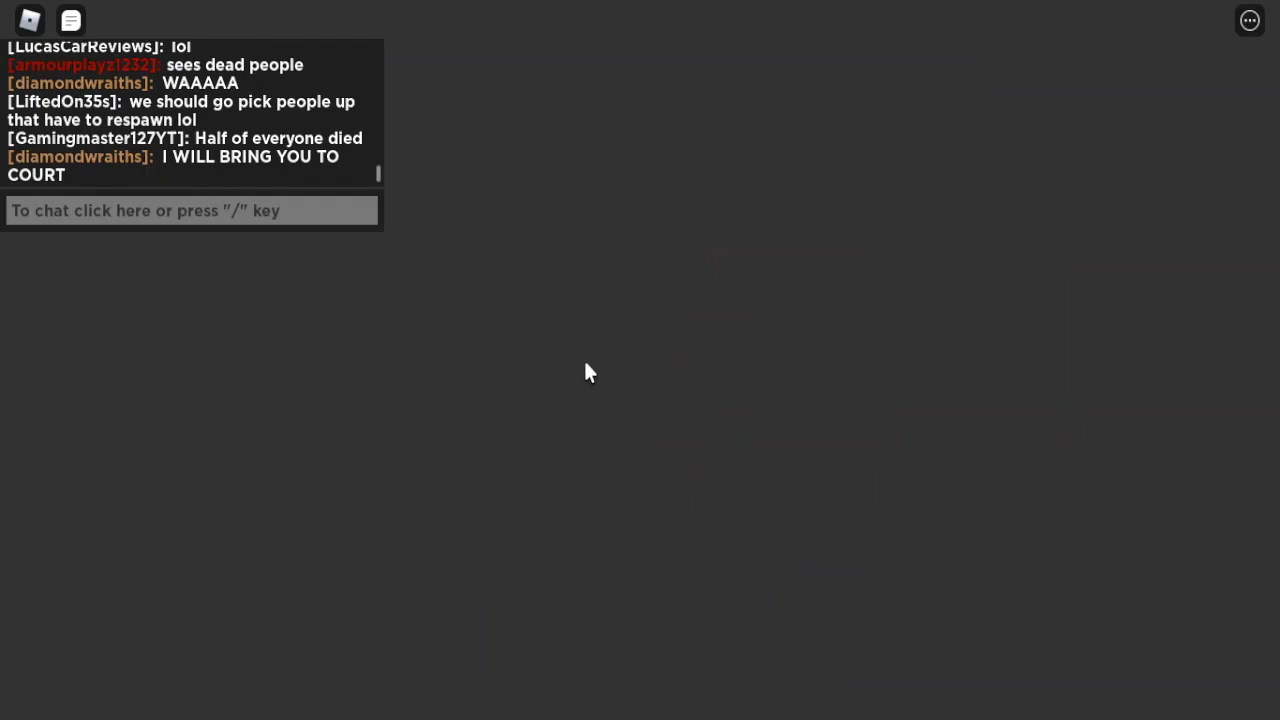 [LucasCarReviews]: lol
[armourplayz1232]: sees dead people
[diamondwraiths]: WAAAAA
[LiftedOn35s]: we should go pick people up
that have to respawn lol
[Gamingmaster127YT]: Half of everyone died
[diamondwraiths]: I WILL BRING YOU TO
COURT
To chat click here or press "/" key